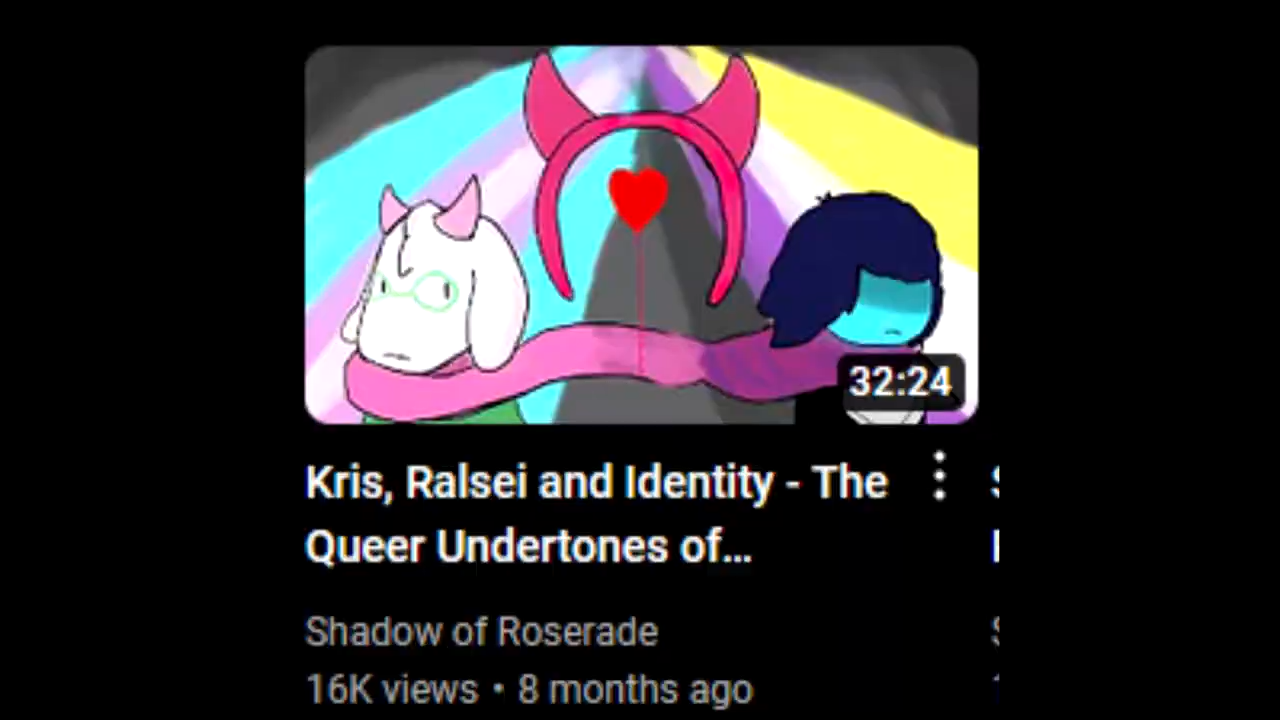 32:24
Kris, Ralsei and Identity - The
Queer Undertones of...
Shadow of Roserade
16K views • 8 months ago